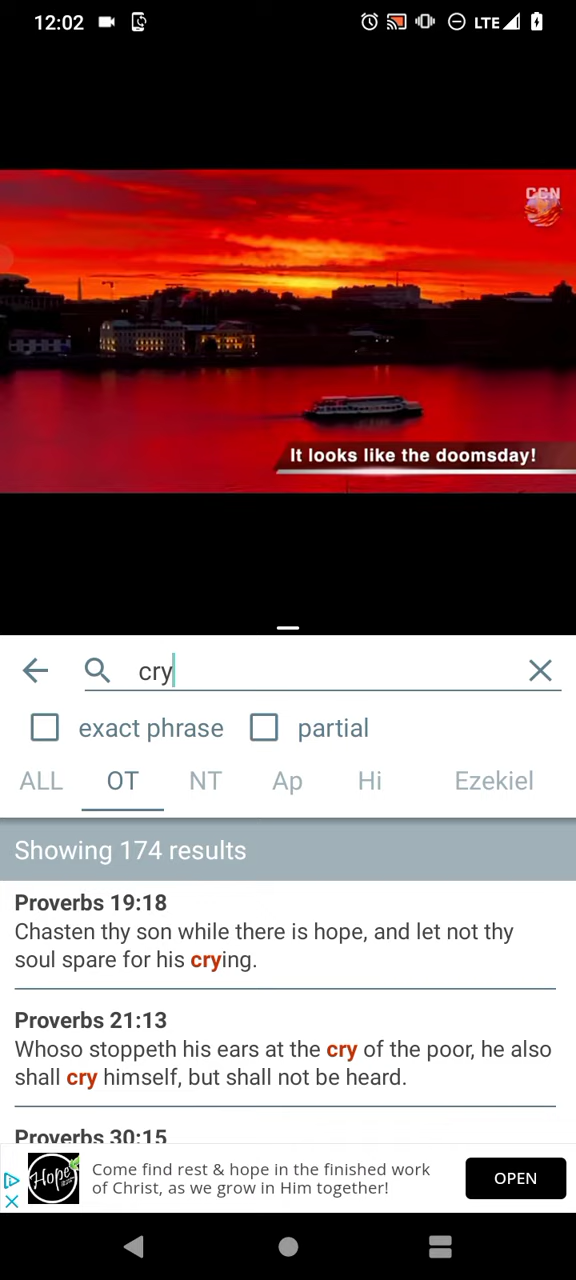 12:02
LTE
CGN
It looks like the doomsday!
cry
exact phrase
partial
ALL
OT
NT
Ap
Hi
Ezekiel
Showing 174 results
Proverbs 19:18
Chasten thy son while there is hope, and let not thy
soul spare for his crying.
Proverbs 21:13
Whoso stoppeth his ears at the cry of the poor, he also
shall cry himself, but shall not be heard.
Proverbs 30:15
Hope
Come find rest & hope in the finished work
of Christ, as we grow in Him together!
OPEN